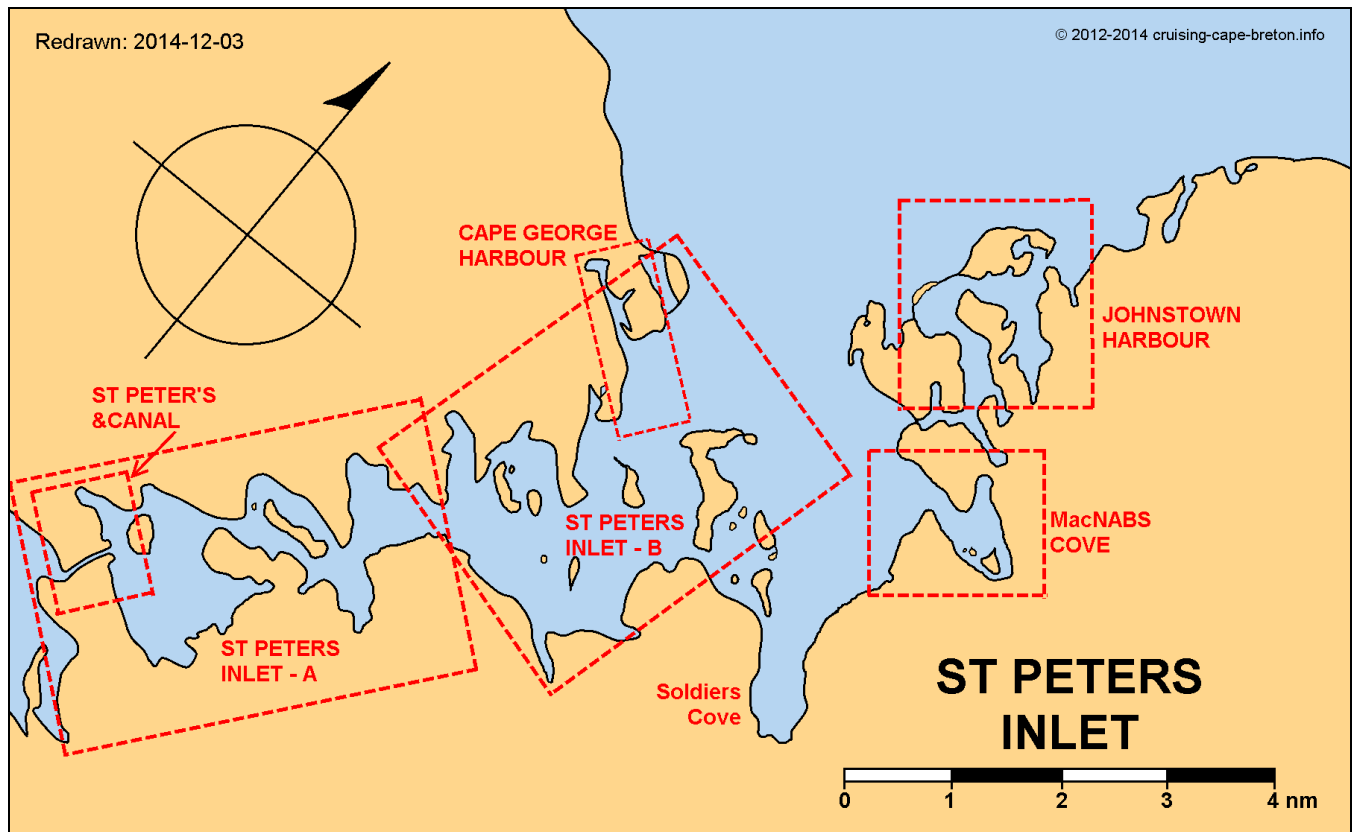 Redrawn: 2014-12-03
© 2012-2014 cruising-cape-breton.info
CAPE GEORGE
HARBOUR
JOHNSTOWN
HARBOUR
ST PETER'S
&CANAL
ST PETERS
INLET - B
MacNABS
COVE
ST PETERS
INLET - A
Soldiers
Cove
ST PETERS
INLET
0 1 2 3 4 nm